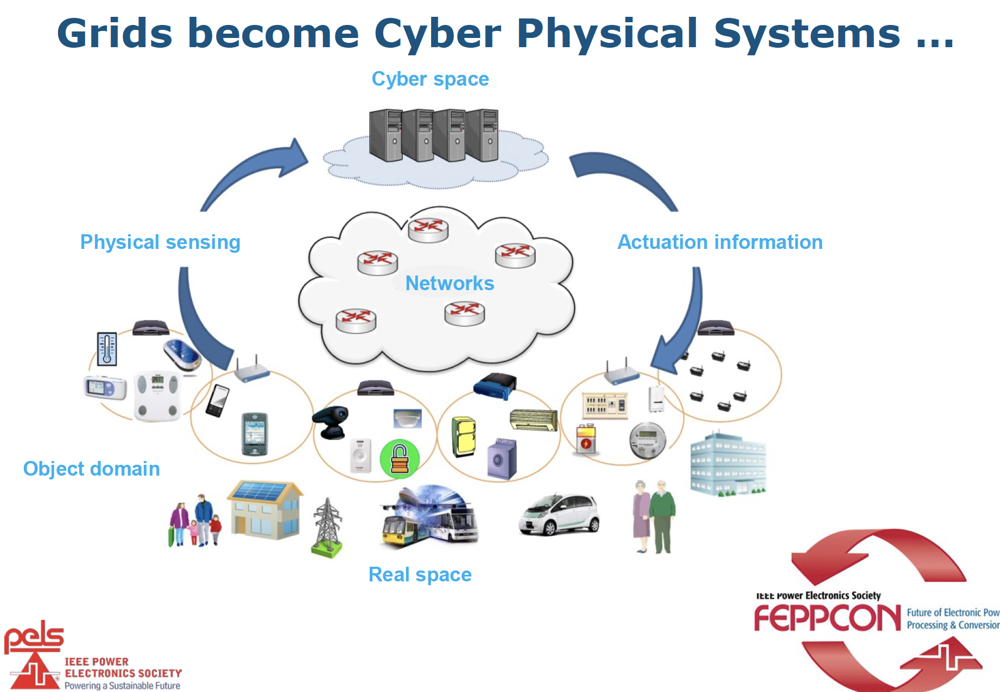 Grids become Cyber Physical Systems ...
Cyber space
Physical sensing
Actuation information
Networks
Object domain
Real space
IEEE Power Electronics Society
FEPPCON
Future of Electronic Pow
Processing & Conversion
pels
IEEE POWER
ELECTRONICS SOCIETY
®
Powering a Sustainable Future